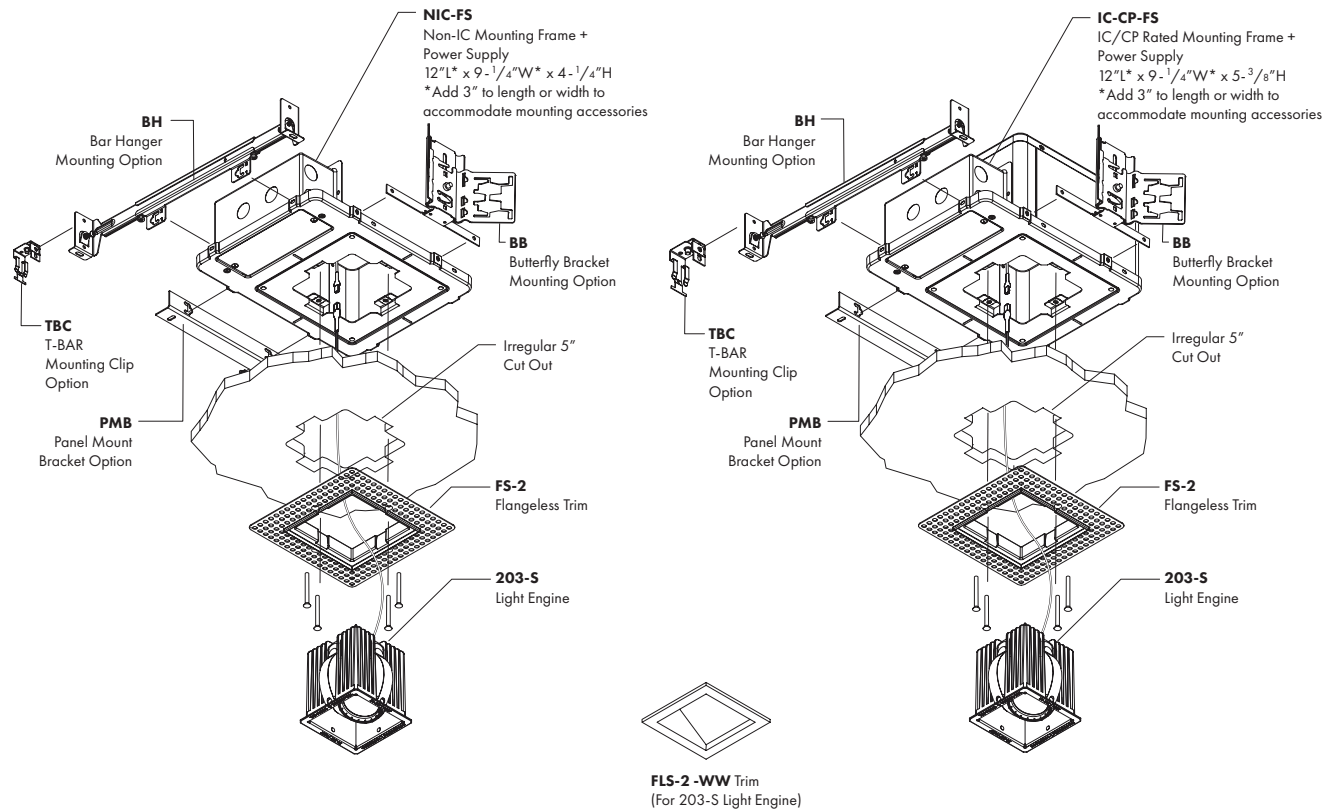 NIC-FS
Non-IC Mounting Frame +
Power Supply
12"L* x 9-1/4"W* x 4-1/4"H
*Add 3" to length or width to
accommodate mounting accessories
BH
Bar Hanger
Mounting Option
BB
Butterfly Bracket
Mounting Option
TBC
T-BAR
Mounting Clip
Option
Irregular 5"
Cut Out
PMB
Panel Mount
Bracket Option
FS-2
Flangeless Trim
203-S
Light Engine
IC-CP-FS
IC/CP Rated Mounting Frame +
Power Supply
12"L* x 9-1/4"W* x 5-3/8"H
*Add 3" to length or width to
accommodate mounting accessories
BH
Bar Hanger
Mounting Option
BB
Butterfly Bracket
Mounting Option
TBC
T-BAR
Mounting Clip
Option
Irregular 5"
Cut Out
PMB
Panel Mount
Bracket Option
FS-2
Flangeless Trim
203-S
Light Engine
FLS-2 -WW Trim
(For 203-S Light Engine)